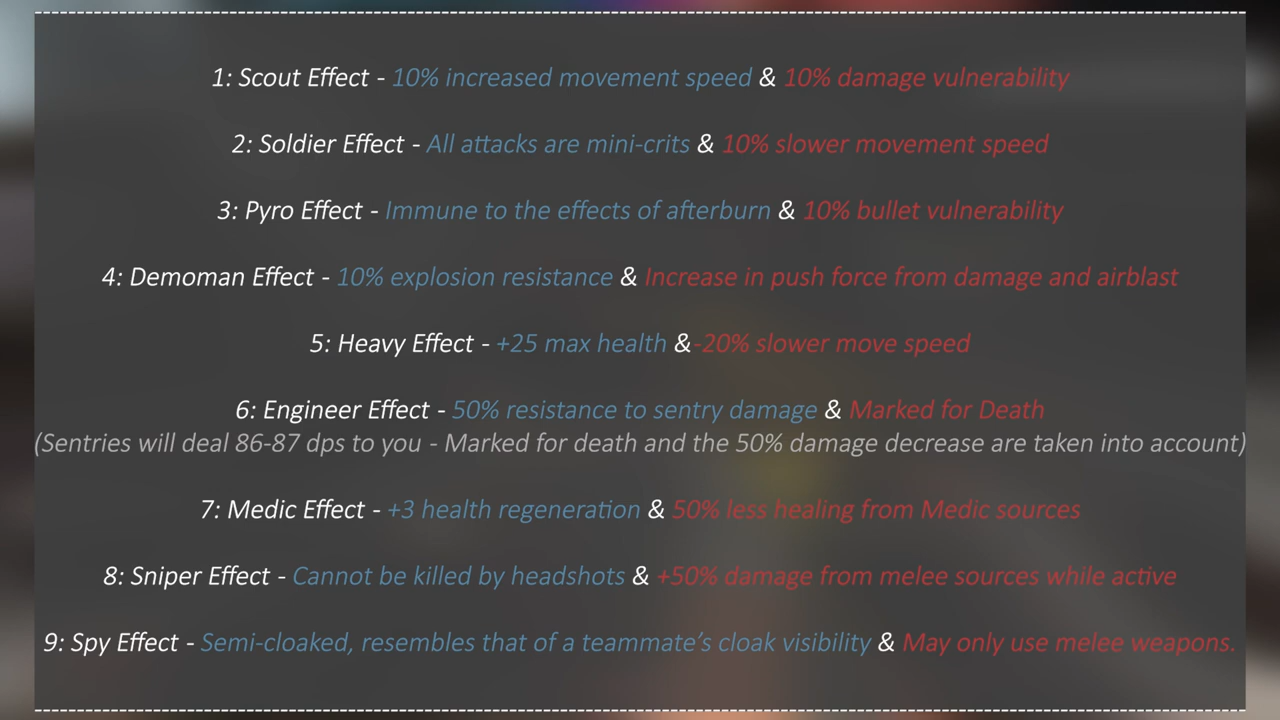 1: Scout Effect - 10% increased movement speed & 10% damage vulnerability
2: Soldier Effect - All attacks are mini-crits & 10% slower movement speed
3: Pyro Effect - Immune to the effects of afterburn & 10% bullet vulnerability
4: Demoman Effect - 10% explosion resistance & Increase in push force from damage and airblast
5: Heavy Effect - +25 max health &-20% slower move speed
6: Engineer Effect - 50% resistance to sentry damage & Marked for Death
(Sentries will deal 86-87 dps to you - Marked for death and the 50% damage decrease are taken into account)
7: Medic Effect - +3 health regeneration & 50% less healing from Medic sources
8: Sniper Effect - Cannot be killed by headshots & +50% damage from melee sources while active
9: Spy Effect - Semi-cloaked, resembles that of a teammate’s cloak visibility & May only use melee weapons.